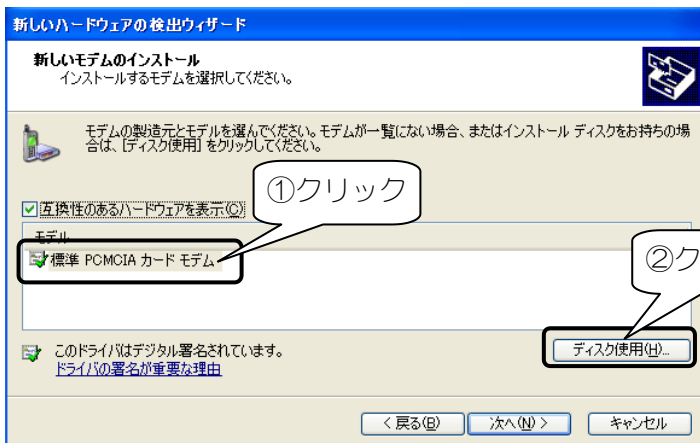 新しいハードウェアの検出ウィザード
新しいモデムのインストール
インストールするモデムを選択してください。
モデムの製造元とモデルを選んでください。モデムが一覧にない場合、またはインストール ディスクをお持ちの場
合は、[ディスク使用] をクリックしてください。
①クリック
互換性のあるハードウェアを表示(C)
モデル
標準 PCMCIA カード モデム
②ク
このドライバはデジタル署名されています。
ドライバの署名が重要な理由
ディスク使用(H)...
< 戻る(B)
次へ(N) >
キャンセル